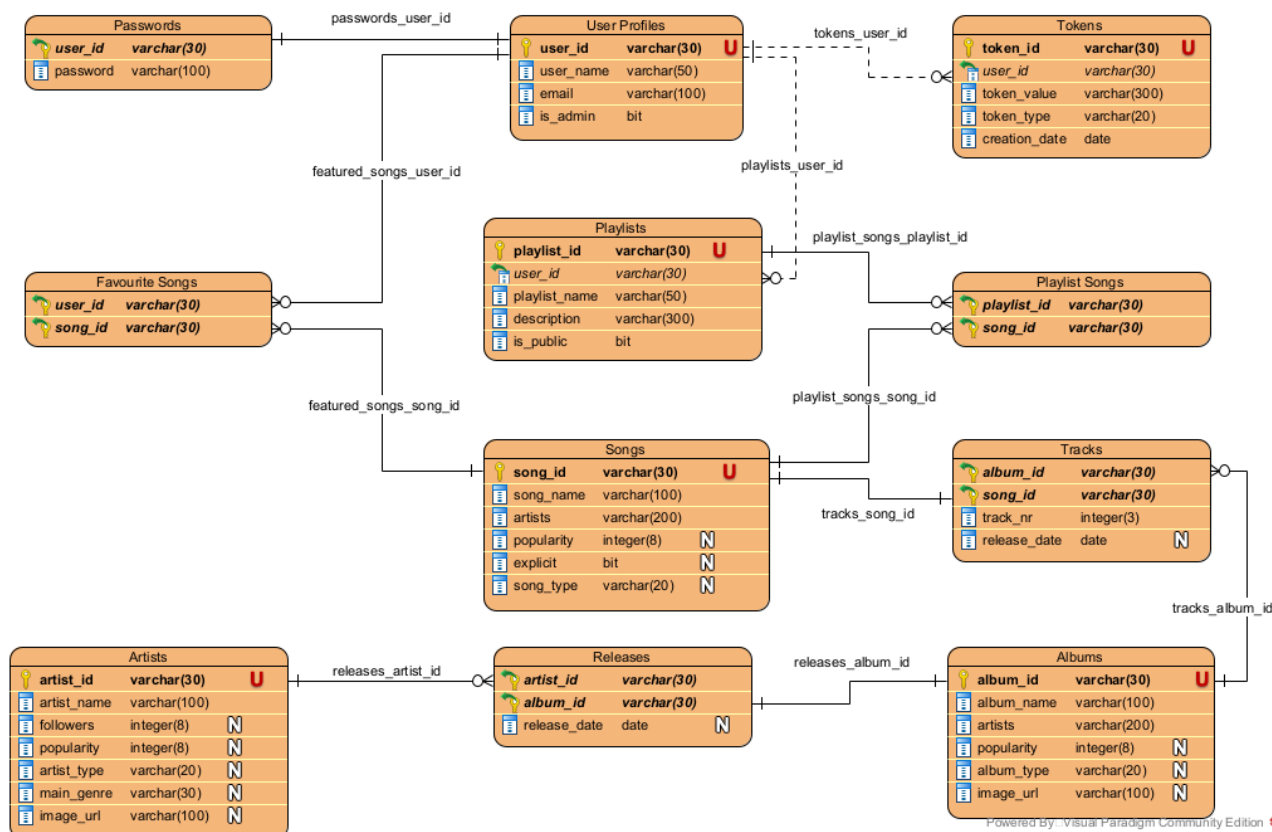 passwords_user_id
Passwords
user_id varchar(30)
password varchar(100)
User Profiles
user_id varchar(30) U
user_name varchar(50)
email varchar(100)
is_admin bit
tokens_user_id
Tokens
token_id varchar(30) U
user_id varchar(30)
token_value varchar(300)
token_type varchar(20)
creation_date date
featured_songs_user_id
playlists_user_id
Playlists
playlist_id varchar(30) U
user_id varchar(30)
playlist_name varchar(50)
description varchar(300)
is_public bit
playlist_songs_playlist_id
Favourite Songs
user_id varchar(30)
song_id varchar(30)
Playlist Songs
playlist_id varchar(30)
song_id varchar(30)
featured_songs_song_id
playlist_songs_song_id
Songs
song_id varchar(30) U
song_name varchar(100)
artists varchar(200)
popularity integer(8) N
explicit bit N
song_type varchar(20) N
tracks_song_id
Tracks
album_id varchar(30)
song_id varchar(30)
track_nr integer(3)
release_date date N
tracks_album_id
Artists
artist_id varchar(30) U
artist_name varchar(100)
followers integer(8) N
popularity integer(8) N
artist_type varchar(20) N
main_genre varchar(30) N
image_url varchar(100) N
releases_artist_id
Releases
artist_id varchar(30)
album_id varchar(30)
release_date date N
releases_album_id
Albums
album_id varchar(30) U
album_name varchar(100)
artists varchar(200)
popularity integer(8) N
album_type varchar(20) N
image_url varchar(100) N
Powered By Visual Paradigm Community Edition